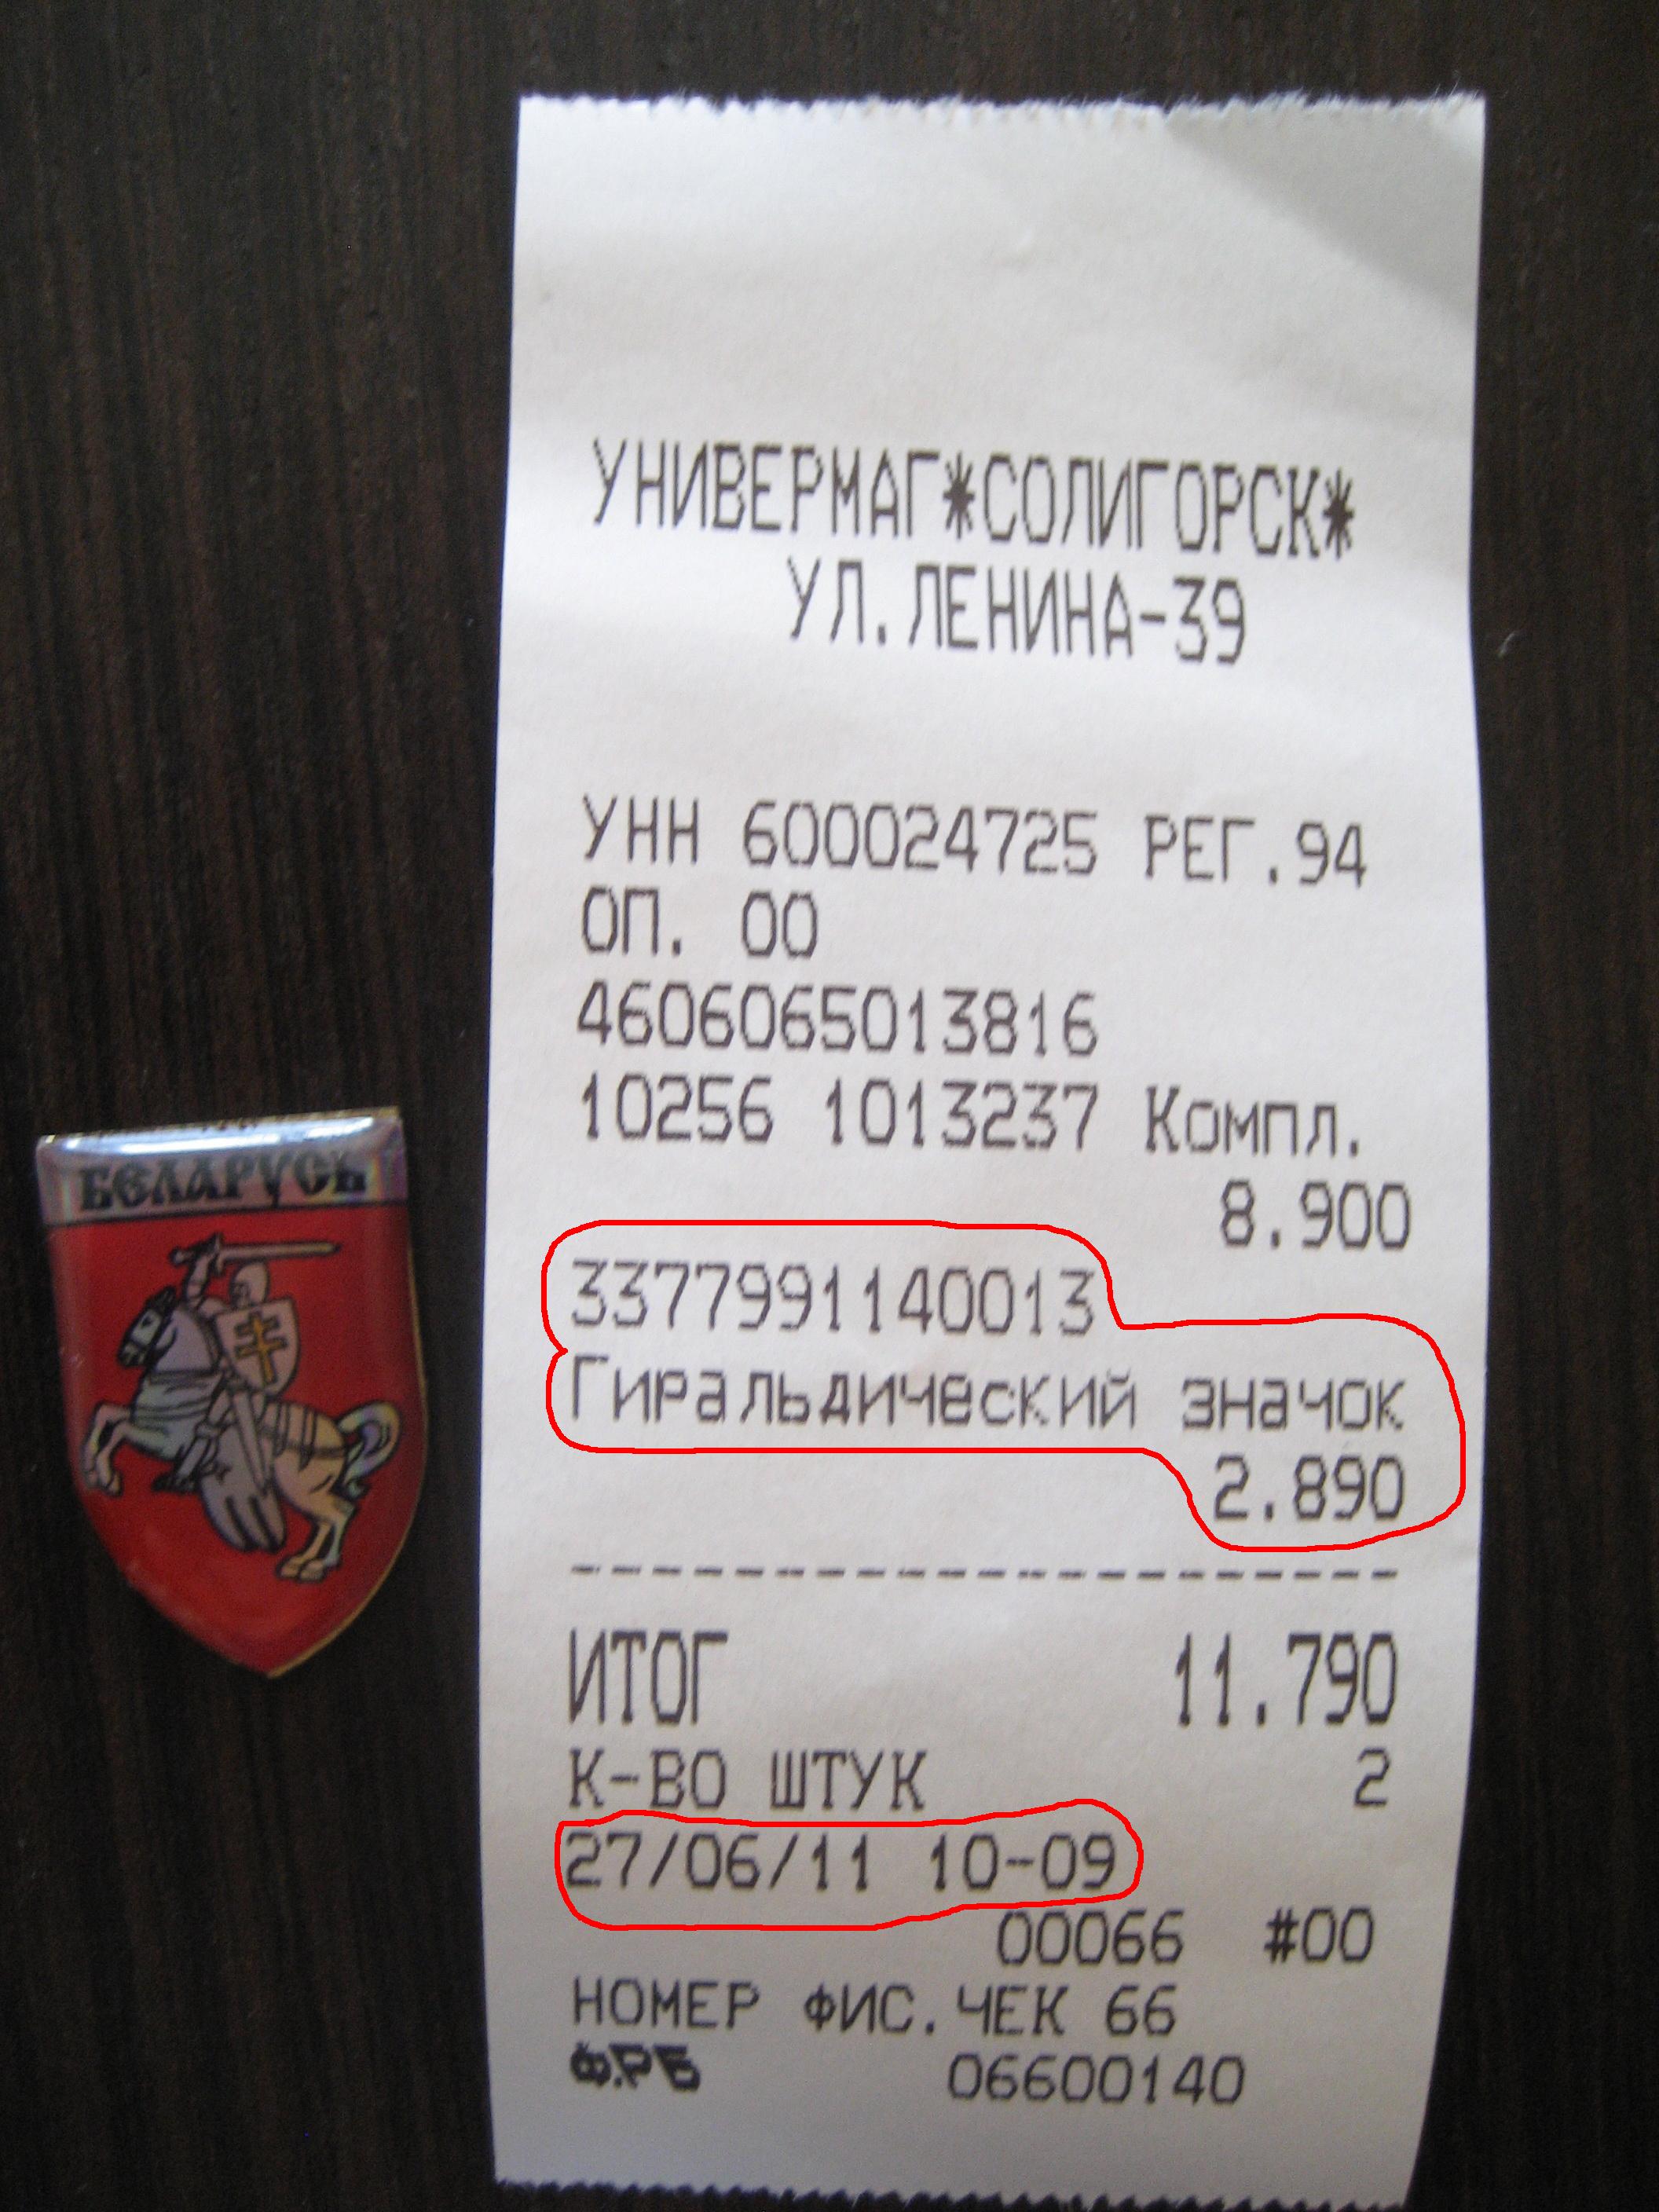 УНИВЕРМАГ*СОЛИГОРСК*
УЛ.ЛЕНИНА-39
УНН 600024725 РЕГ.94
ОП. 00
4606065013816
10256 1013237 Компл.
8.900
3377991140013
Гиральдический значок
2.890
ИТОГ 11.790
К-ВО ШТУК 2
27/06/11 10-09
00066 #00
НОМЕР ФИС.ЧЕК 66
Ф.РБ 06600140
БЕЛАРУСЬ